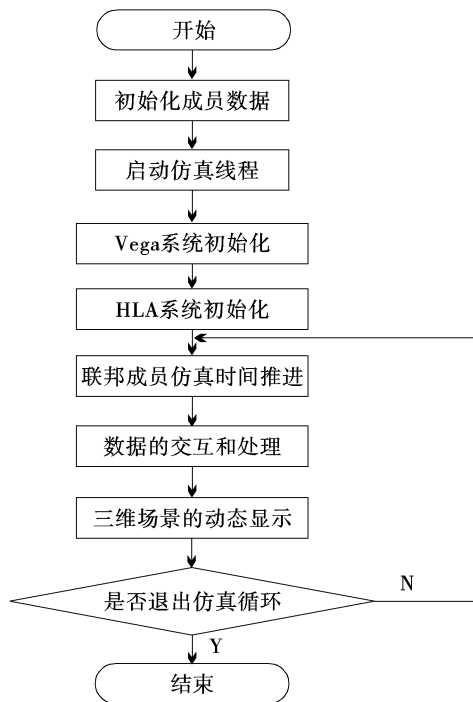 开始
初始化成员数据
启动仿真线程
Vega系统初始化
HLA系统初始化
联邦成员仿真时间推进
数据的交互和处理
三维场景的动态显示
是否退出仿真循环
N
Y
结束